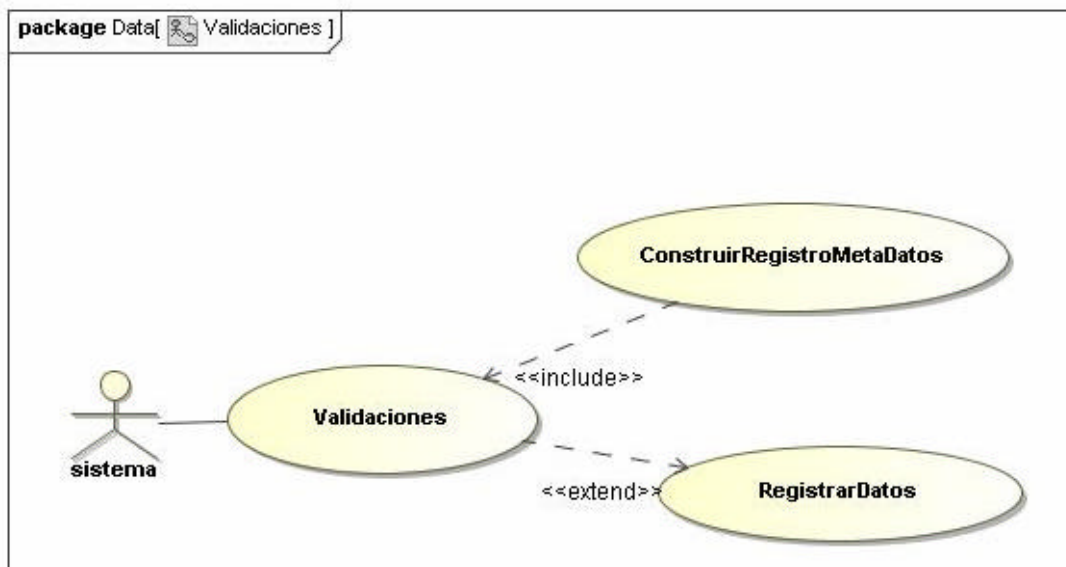 package Data[ Validaciones ]
ConstruirRegistroMetaDatos
<<include>>
Validaciones
sistema
<<extend>>
RegistrarDatos